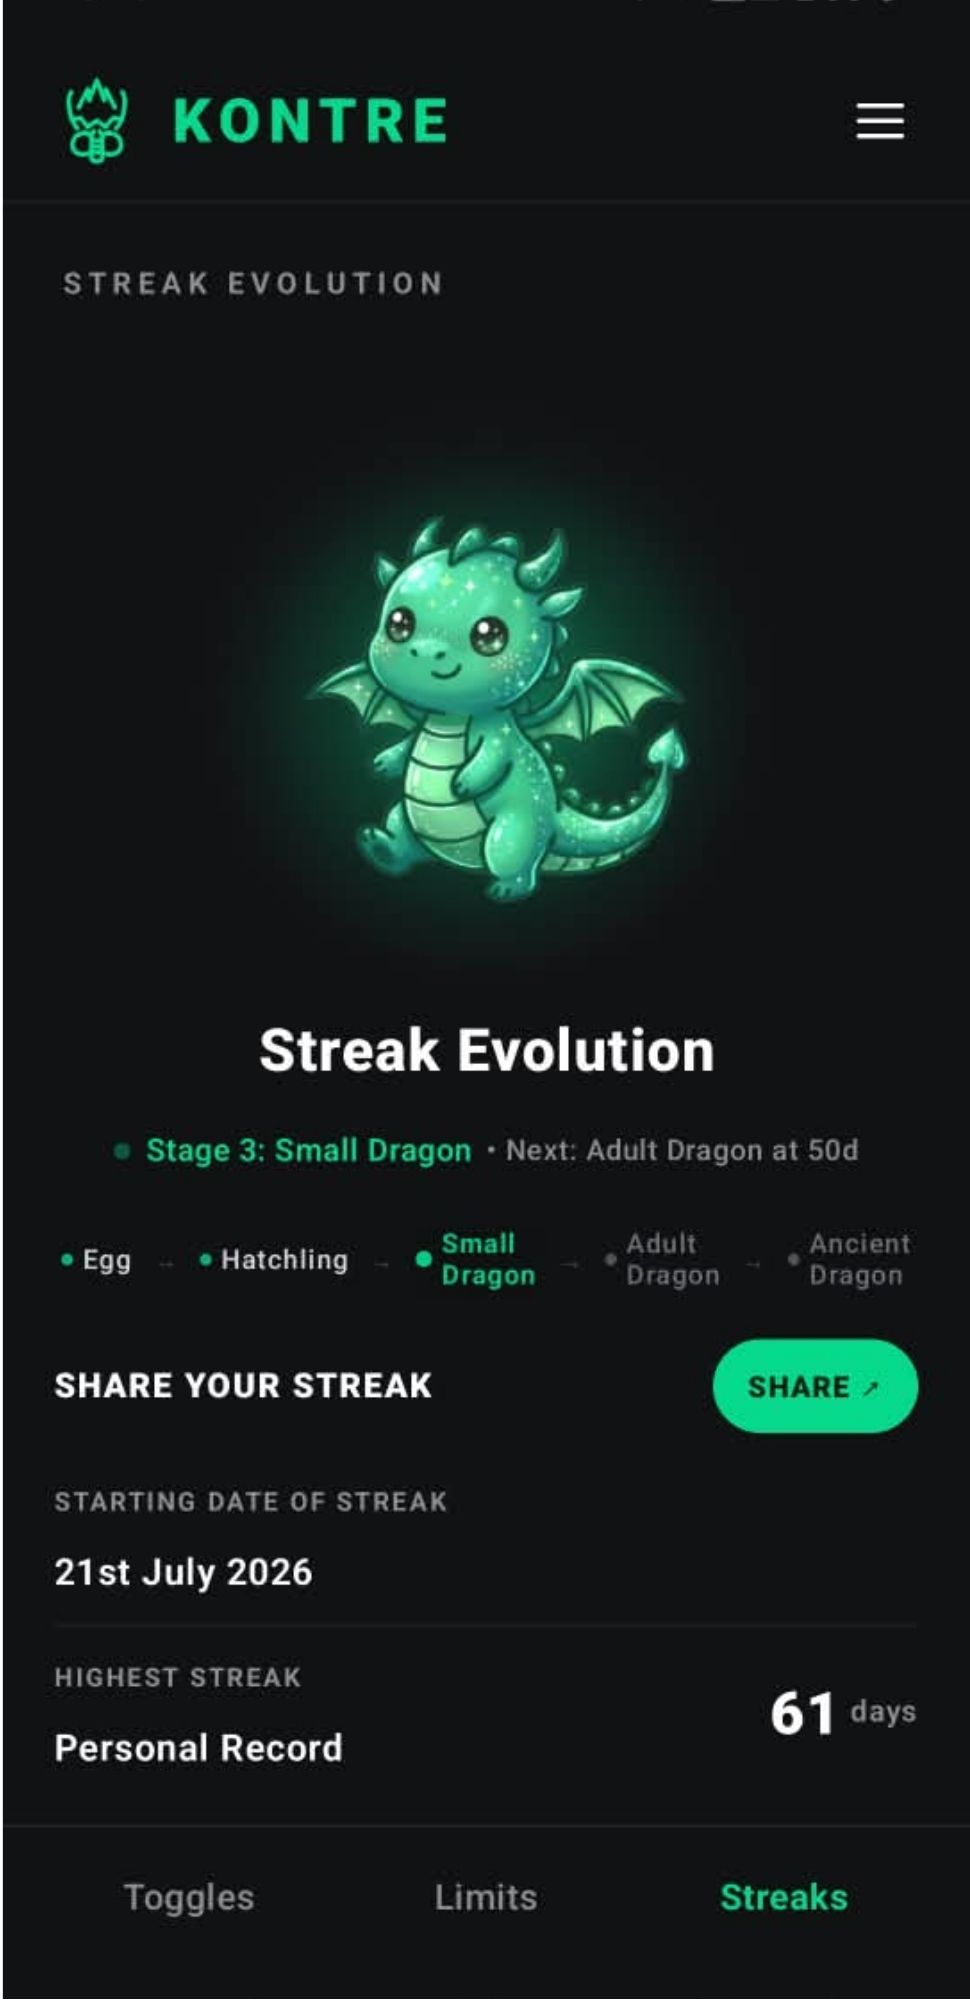 KONTRE
STREAK EVOLUTION
Streak Evolution
Stage 3: Small Dragon • Next: Adult Dragon at 50d
Egg → Hatchling → Small Dragon → Adult Dragon → Ancient Dragon
SHARE YOUR STREAK
SHARE ↗
STARTING DATE OF STREAK
21st July 2026
HIGHEST STREAK
Personal Record
61 days
Toggles Limits Streaks